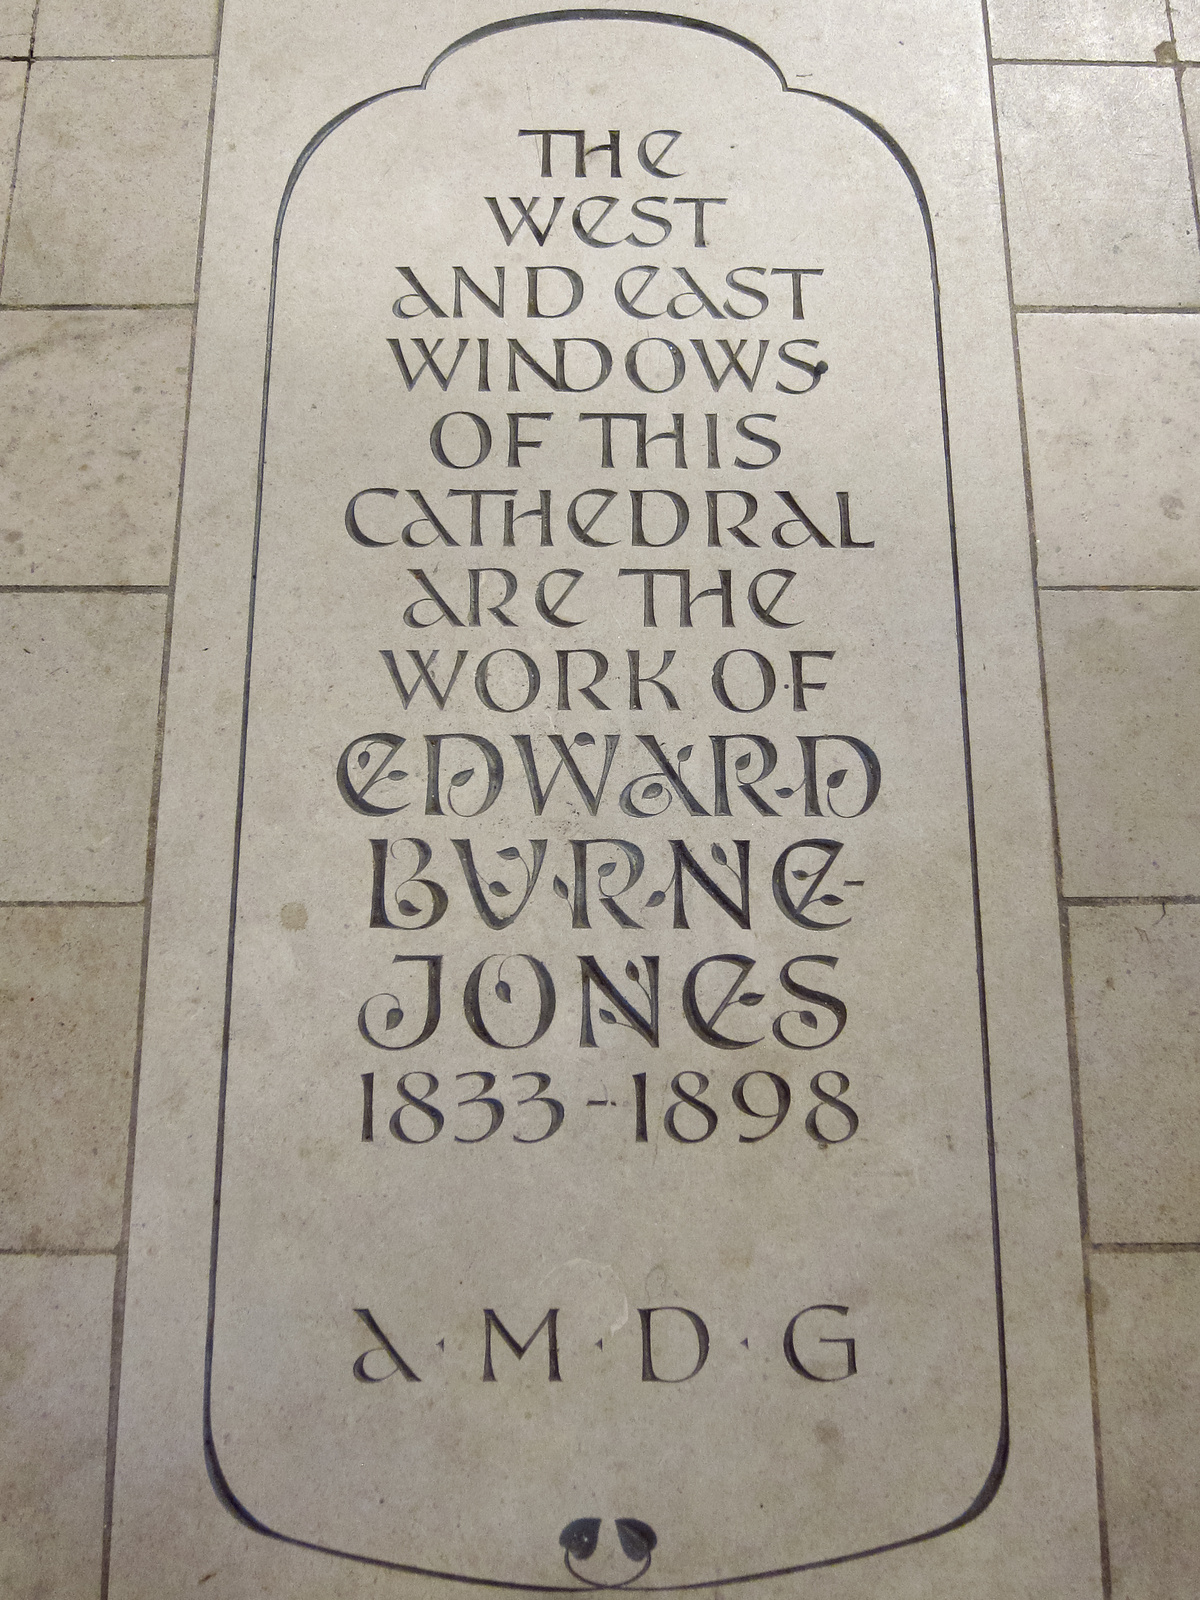 THE
WEST
AND EAST
WINDOWS
OF THIS
CATHEDRAL
ARE THE
WORK OF
EDWARD
BURNE-
JONES
1833-1898
A·M·D·G